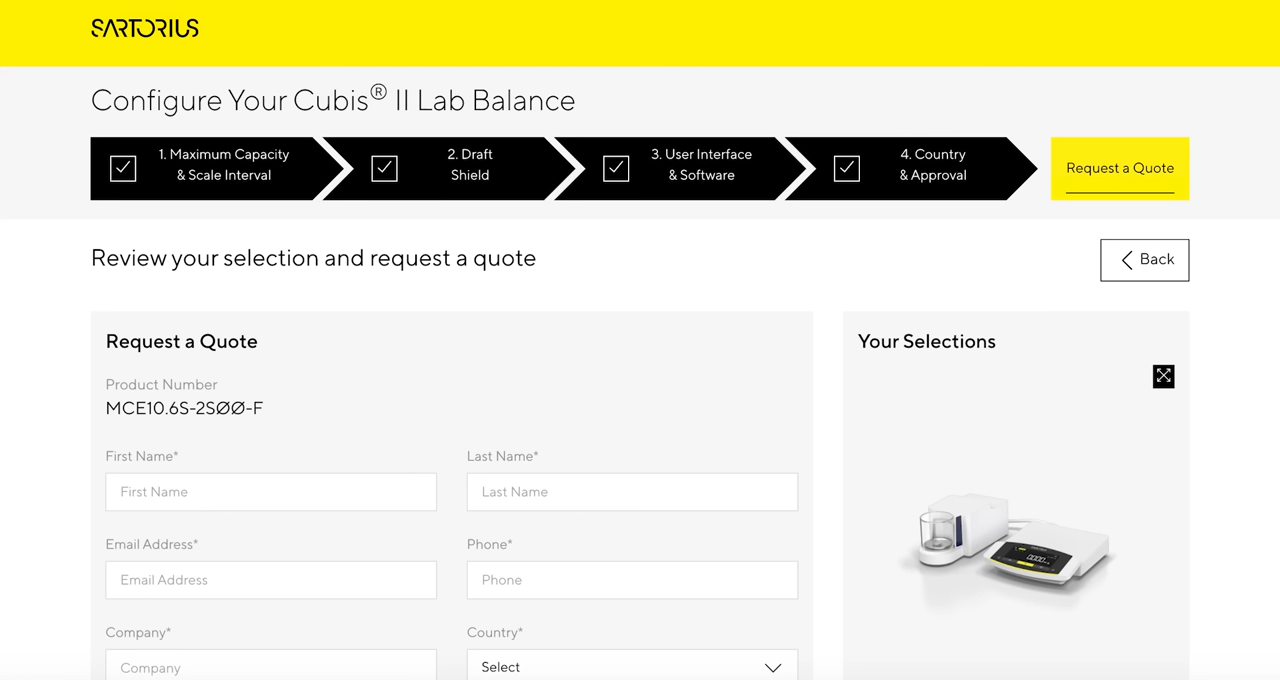 SARTORIUS
Configure Your Cubis® II Lab Balance
1. Maximum Capacity
& Scale Interval
2. Draft
Shield
3. User Interface
& Software
4. Country
& Approval
Request a Quote
Review your selection and request a quote
Back
Request a Quote
Product Number
MCE10.6S-2SØØ-F
First Name*
Last Name*
First Name
Last Name
Email Address*
Phone*
Email Address
Phone
Company*
Country*
Company
Select
Your Selections